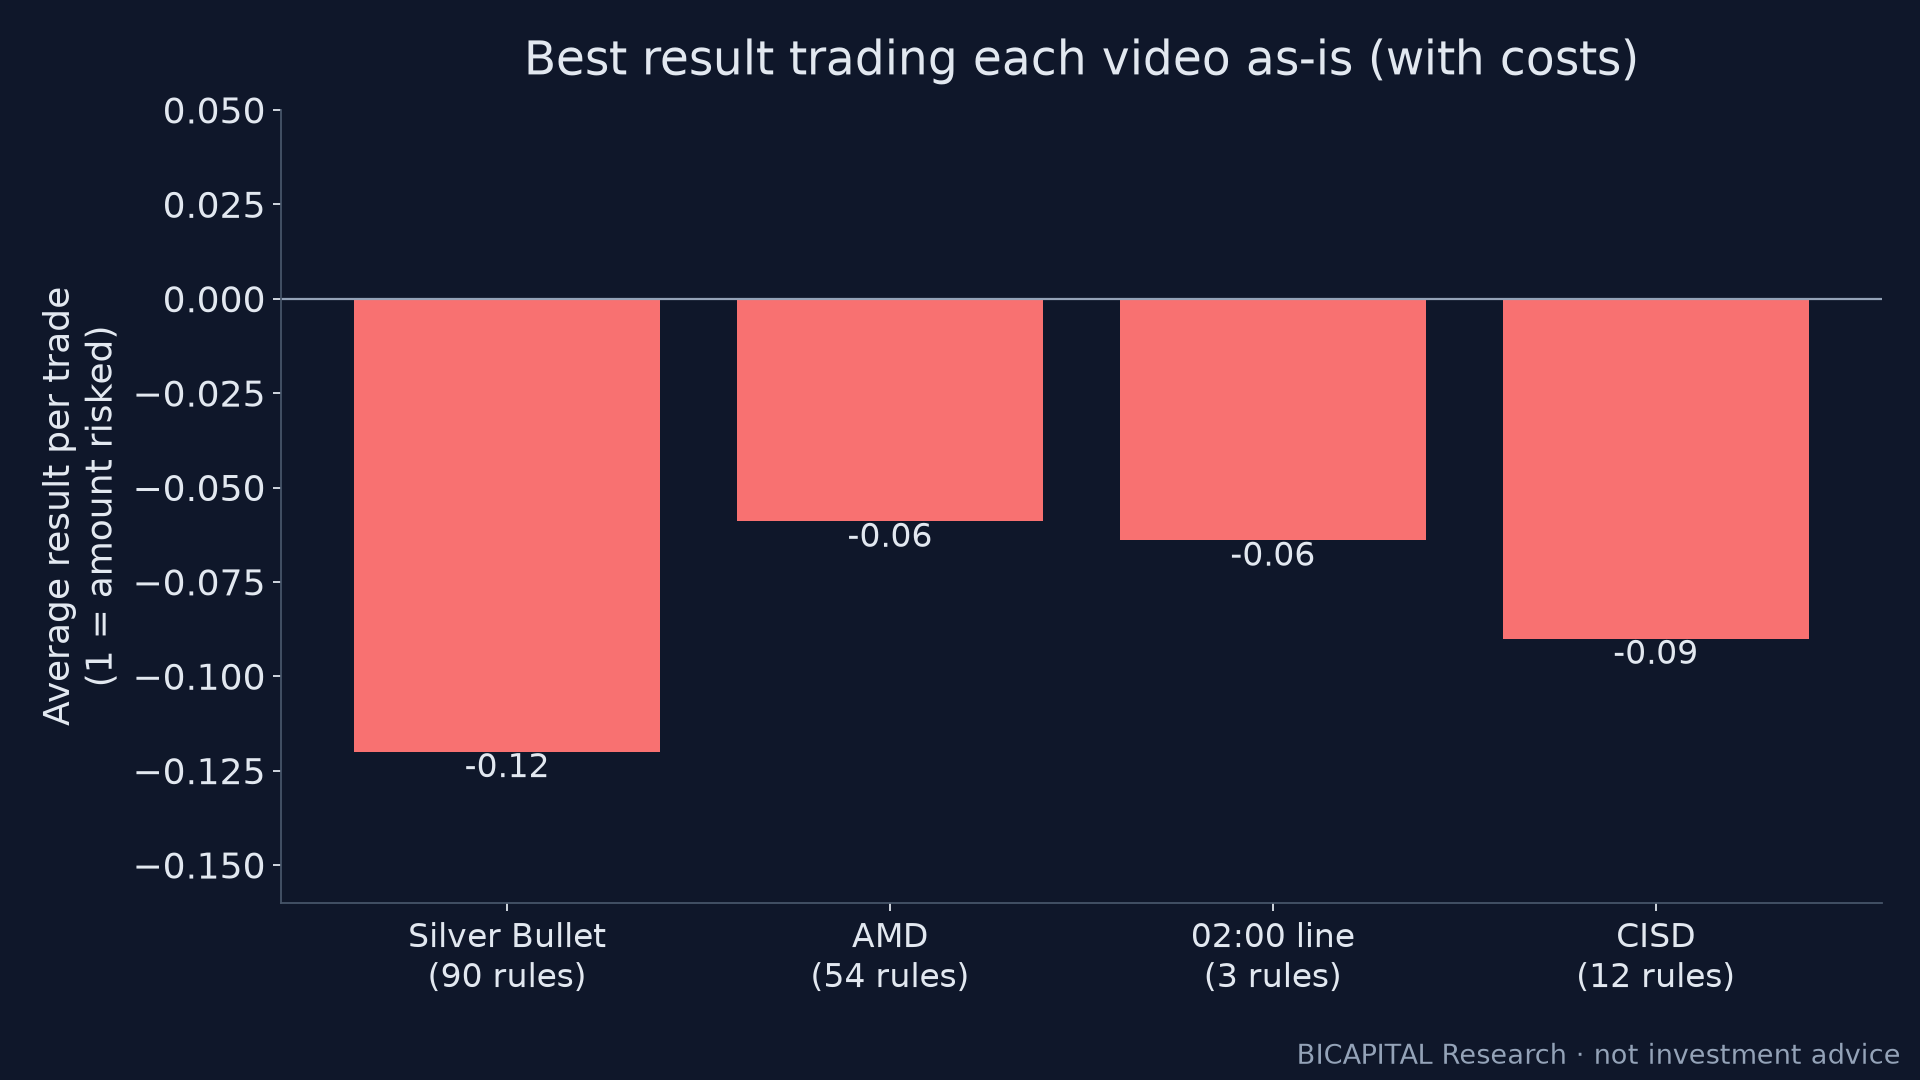 Best result trading each video as-is (with costs)
Average result per trade
(1 = amount risked)
0.050
0.025
0.000
−0.025
−0.050
−0.075
−0.100
−0.125
−0.150
-0.12
-0.06
-0.06
-0.09
Silver Bullet
(90 rules)
AMD
(54 rules)
02:00 line
(3 rules)
CISD
(12 rules)
BICAPITAL Research · not investment advice